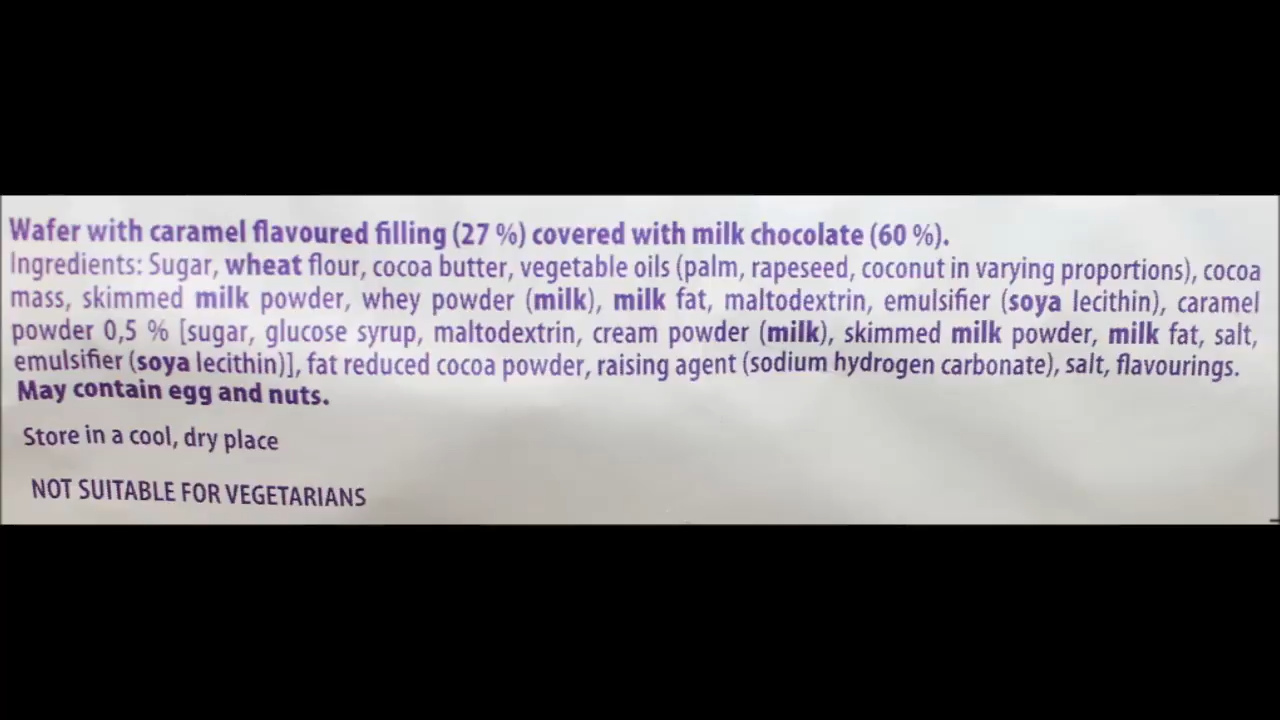 Wafer with caramel flavoured filling (27 %) covered with milk chocolate (60 %).
Ingredients: Sugar, wheat flour, cocoa butter, vegetable oils (palm, rapeseed, coconut in varying proportions), cocoa
mass, skimmed milk powder, whey powder (milk), milk fat, maltodextrin, emulsifier (soya lecithin), caramel
powder 0,5 % [sugar, glucose syrup, maltodextrin, cream powder (milk), skimmed milk powder, milk fat, salt,
emulsifier (soya lecithin)], fat reduced cocoa powder, raising agent (sodium hydrogen carbonate), salt, flavourings.
May contain egg and nuts.
Store in a cool, dry place
NOT SUITABLE FOR VEGETARIANS